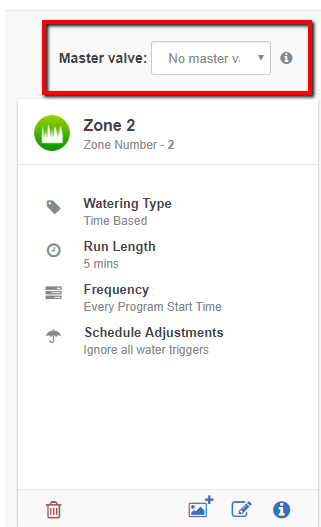 Master valve: No master va
Zone 2
Zone Number - 2
Watering Type
Time Based
Run Length
5 mins
Frequency
Every Program Start Time
Schedule Adjustments
Ignore all water triggers